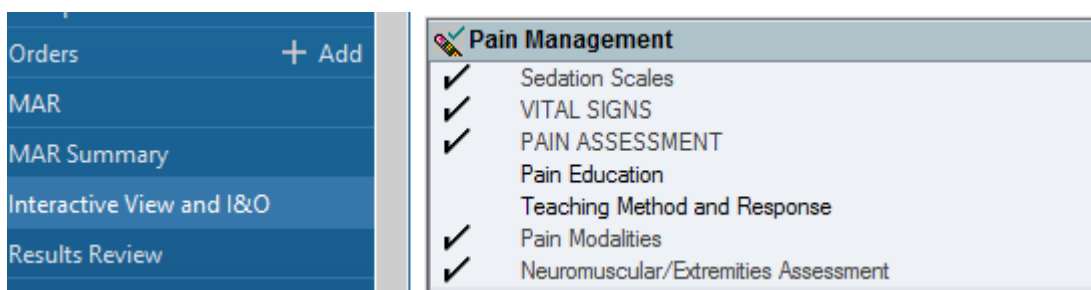 Orders + Add
MAR
MAR Summary
Interactive View and I&O
Results Review
Pain Management
Sedation Scales
VITAL SIGNS
PAIN ASSESSMENT
Pain Education
Teaching Method and Response
Pain Modalities
Neuromuscular/Extremities Assessment